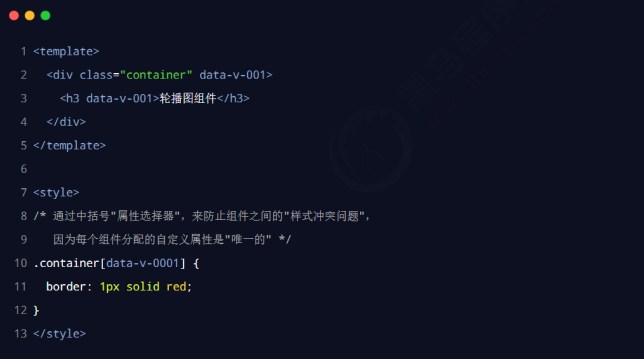 1 <template>
2 <div class="container" data-v-001>
3 <h3 data-v-001>轮播图组件</h3>
4 </div>
5 </template>
6
7 <style>
8 /* 通过中括号"属性选择器"，来防止组件之间的"样式冲突问题"，
9 因为每个组件分配的自定义属性是"唯一的" */
10 .container[data-v-0001] {
11 border: 1px solid red;
12 }
13 </style>